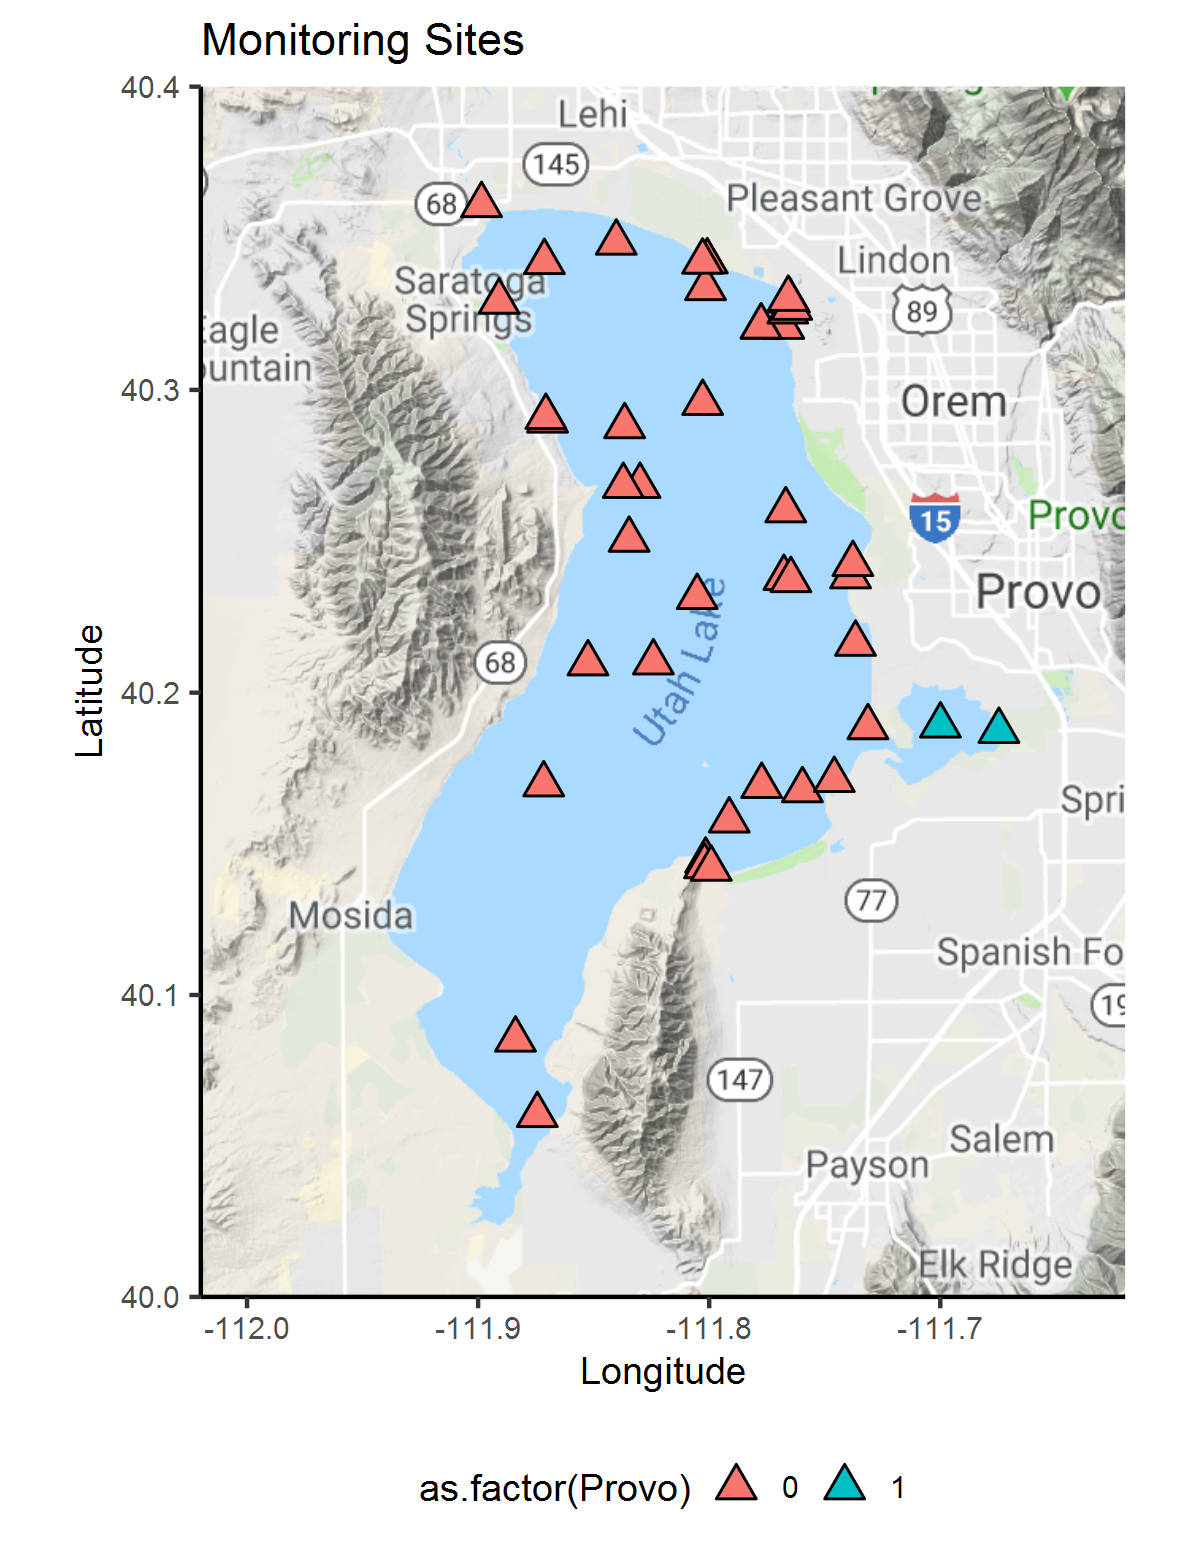 Monitoring Sites
40.4
40.3
40.2
40.1
40.0
Latitude
Lehi
145
68
Pleasant Grove
Lindon
Saratoga
Springs
89
Eagle
ountain
Orem
15
Provo
Provo
68
Utah Lake
Spri
77
Mosida
Spanish Fo
19
147
Salem
Payson
Elk Ridge
-112.0
-111.9
-111.8
-111.7
Longitude
as.factor(Provo) 0 1